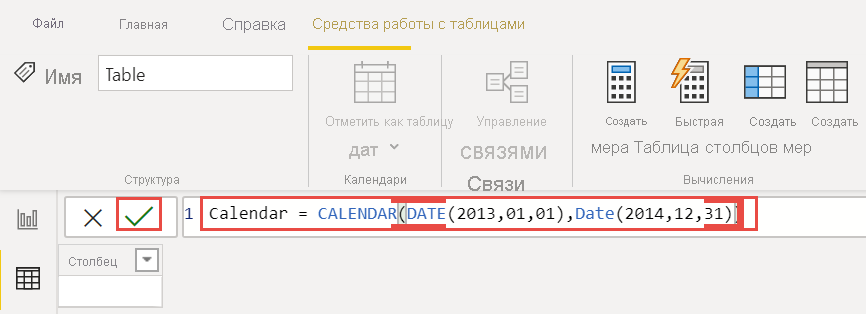 Файл Главная Справка Средства работы с таблицами
Имя Table
Отметить как таблицу Управление Создать Быстрая Создать Создать
дат связями мера Таблица столбцов мер
Связи
Структура Календари Вычисления
1 Calendar = CALENDAR(DATE(2013,01,01),Date(2014,12,31)
Столбец